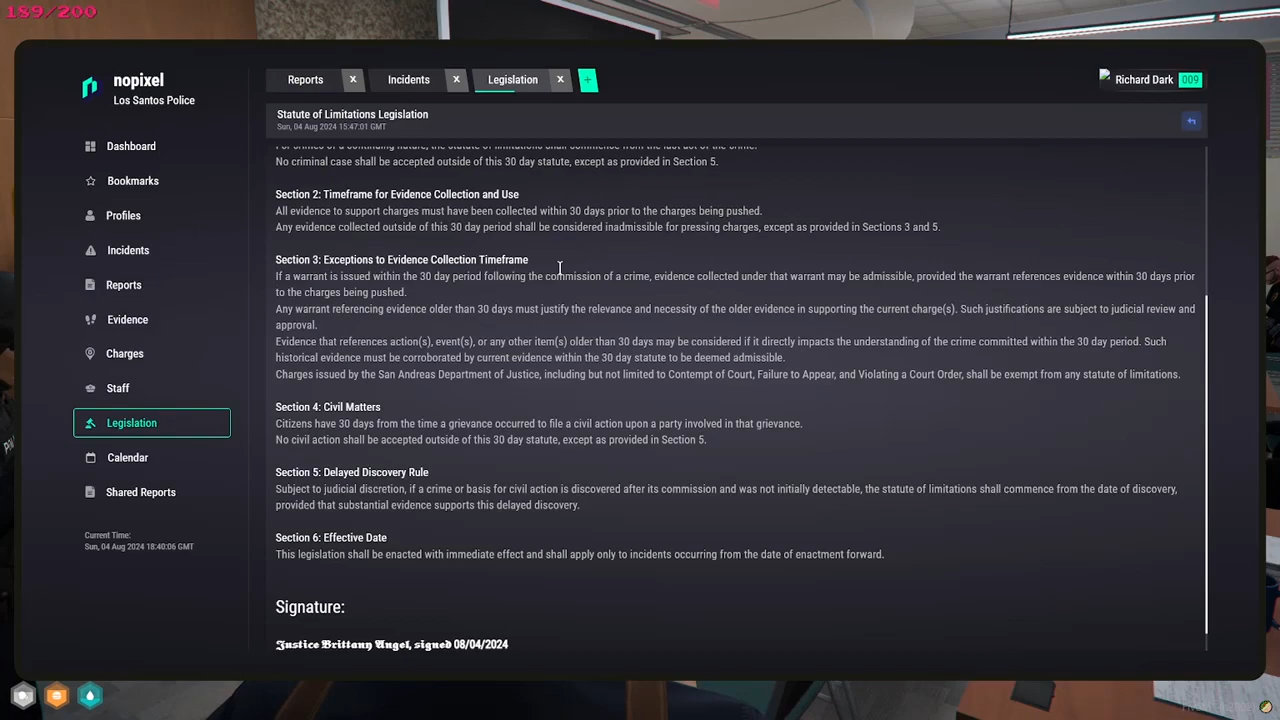 189/200
nopixel
Los Santos Police
Reports x Incidents x Legislation x +
Richard Dark 009
Dashboard
Bookmarks
Profiles
Incidents
Reports
Evidence
Charges
Staff
Legislation
Calendar
Shared Reports
Current Time:
Sun, 04 Aug 2024 18:40:06 GMT
Statute of Limitations Legislation
Sun, 04 Aug 2024 15:47:01 GMT
For crimes of a continuing nature, the statute of limitations shall commence from the last act of the crime.
No criminal case shall be accepted outside of this 30 day statute, except as provided in Section 5.
Section 2: Timeframe for Evidence Collection and Use
All evidence to support charges must have been collected within 30 days prior to the charges being pushed.
Any evidence collected outside of this 30 day period shall be considered inadmissible for pressing charges, except as provided in Sections 3 and 5.
Section 3: Exceptions to Evidence Collection Timeframe
If a warrant is issued within the 30 day period following the commission of a crime, evidence collected under that warrant may be admissible, provided the warrant references evidence within 30 days prior
to the charges being pushed.
Any warrant referencing evidence older than 30 days must justify the relevance and necessity of the older evidence in supporting the current charge(s). Such justifications are subject to judicial review and
approval.
Evidence that references action(s), event(s), or any other item(s) older than 30 days may be considered if it directly impacts the understanding of the crime committed within the 30 day period. Such
historical evidence must be corroborated by current evidence within the 30 day statute to be deemed admissible.
Charges issued by the San Andreas Department of Justice, including but not limited to Contempt of Court, Failure to Appear, and Violating a Court Order, shall be exempt from any statute of limitations.
Section 4: Civil Matters
Citizens have 30 days from the time a grievance occurred to file a civil action upon a party involved in that grievance.
No civil action shall be accepted outside of this 30 day statute, except as provided in Section 5.
Section 5: Delayed Discovery Rule
Subject to judicial discretion, if a crime or basis for civil action is discovered after its commission and was not initially detectable, the statute of limitations shall commence from the date of discovery,
provided that substantial evidence supports this delayed discovery.
Section 6: Effective Date
This legislation shall be enacted with immediate effect and shall apply only to incidents occurring from the date of enactment forward.
Signature:
Justice Brittany Angel, signed 08/04/2024